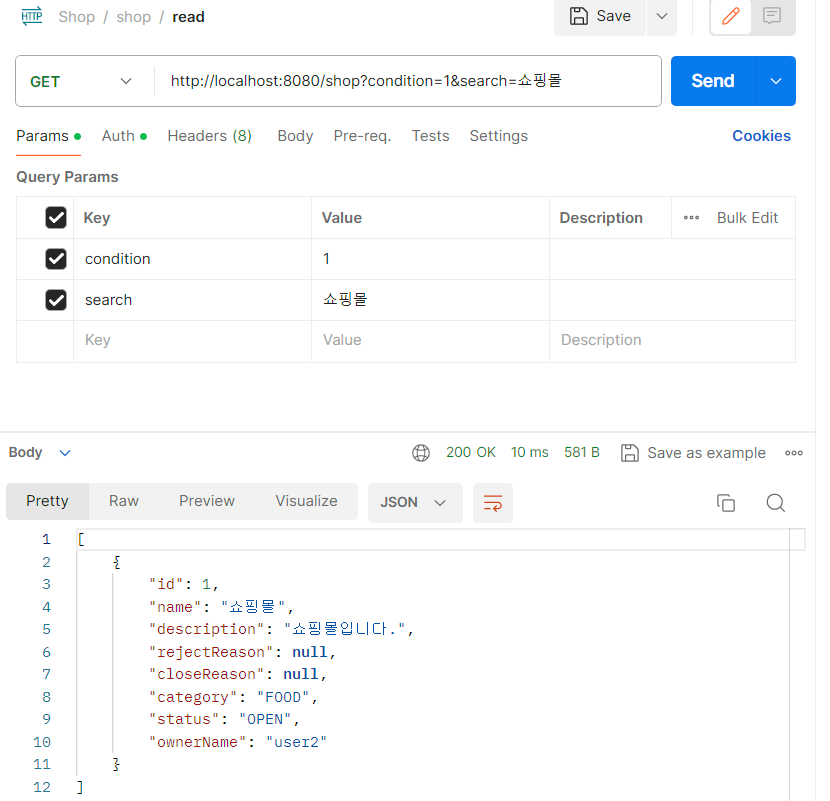 HTTP Shop / shop / read Save
GET http://localhost:8080/shop?condition=1&search=쇼핑몰 Send
Params Auth Headers (8) Body Pre-req. Tests Settings Cookies
Query Params
Key Value Description Bulk Edit
condition 1
search 쇼핑몰
Key Value Description
Body 200 OK 10 ms 581 B Save as example
Pretty Raw Preview Visualize JSON
1 [
2 {
3 "id": 1,
4 "name": "쇼핑몰",
5 "description": "쇼핑몰입니다.",
6 "rejectReason": null,
7 "closeReason": null,
8 "category": "FOOD",
9 "status": "OPEN",
10 "ownerName": "user2"
11 }
12 ]